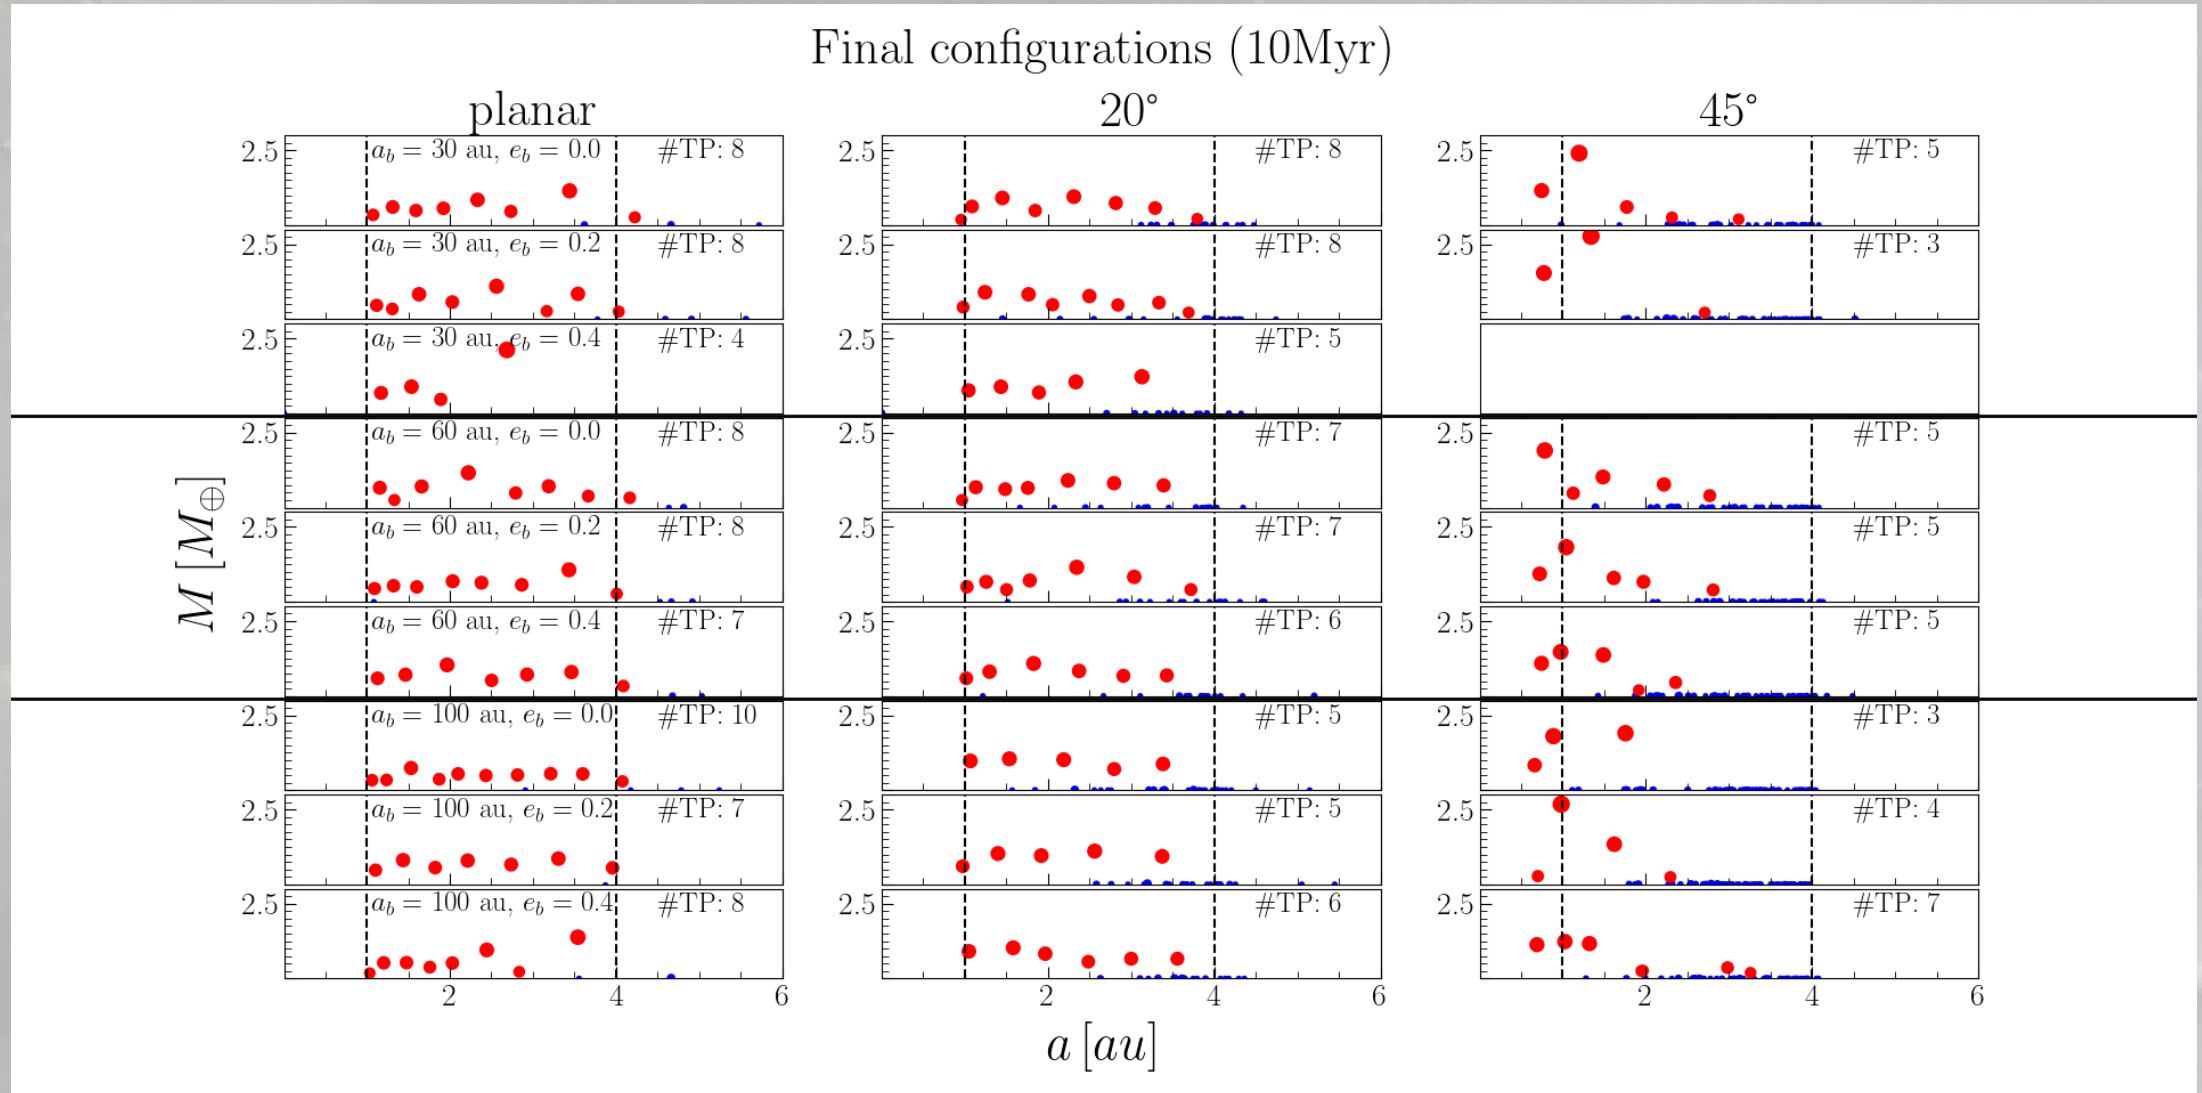 Final configurations (10Myr)
planar 20° 45°
2.5 a_b = 30 au, e_b = 0.0 #TP: 8 2.5 #TP: 8 2.5 #TP: 5
2.5 a_b = 30 au, e_b = 0.2 #TP: 8 2.5 #TP: 8 2.5 #TP: 3
2.5 a_b = 30 au, e_b = 0.4 #TP: 4 2.5 #TP: 5
2.5 a_b = 60 au, e_b = 0.0 #TP: 8 2.5 #TP: 7 2.5 #TP: 5
2.5 a_b = 60 au, e_b = 0.2 #TP: 8 2.5 #TP: 7 2.5 #TP: 5
2.5 a_b = 60 au, e_b = 0.4 #TP: 7 2.5 #TP: 6 2.5 #TP: 5
2.5 a_b = 100 au, e_b = 0.0 #TP: 10 2.5 #TP: 5 2.5 #TP: 3
2.5 a_b = 100 au, e_b = 0.2 #TP: 7 2.5 #TP: 5 2.5 #TP: 4
2.5 a_b = 100 au, e_b = 0.4 #TP: 8 2.5 #TP: 6 2.5 #TP: 7
2 4 6 2 4 6 2 4 6
M [M⊕]
a [au]